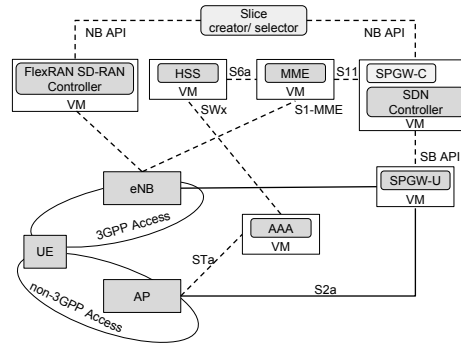 Slice
creator/ selector
NB API
NB API
FlexRAN SD-RAN
Controller
VM
HSS
VM
S6a
MME
VM
S11
SPGW-C
SDN
Controller
VM
SWx
S1-MME
SB API
SPGW-U
VM
eNB
3GPP Access
UE
AAA
VM
STa
AP
S2a
non-3GPP Access